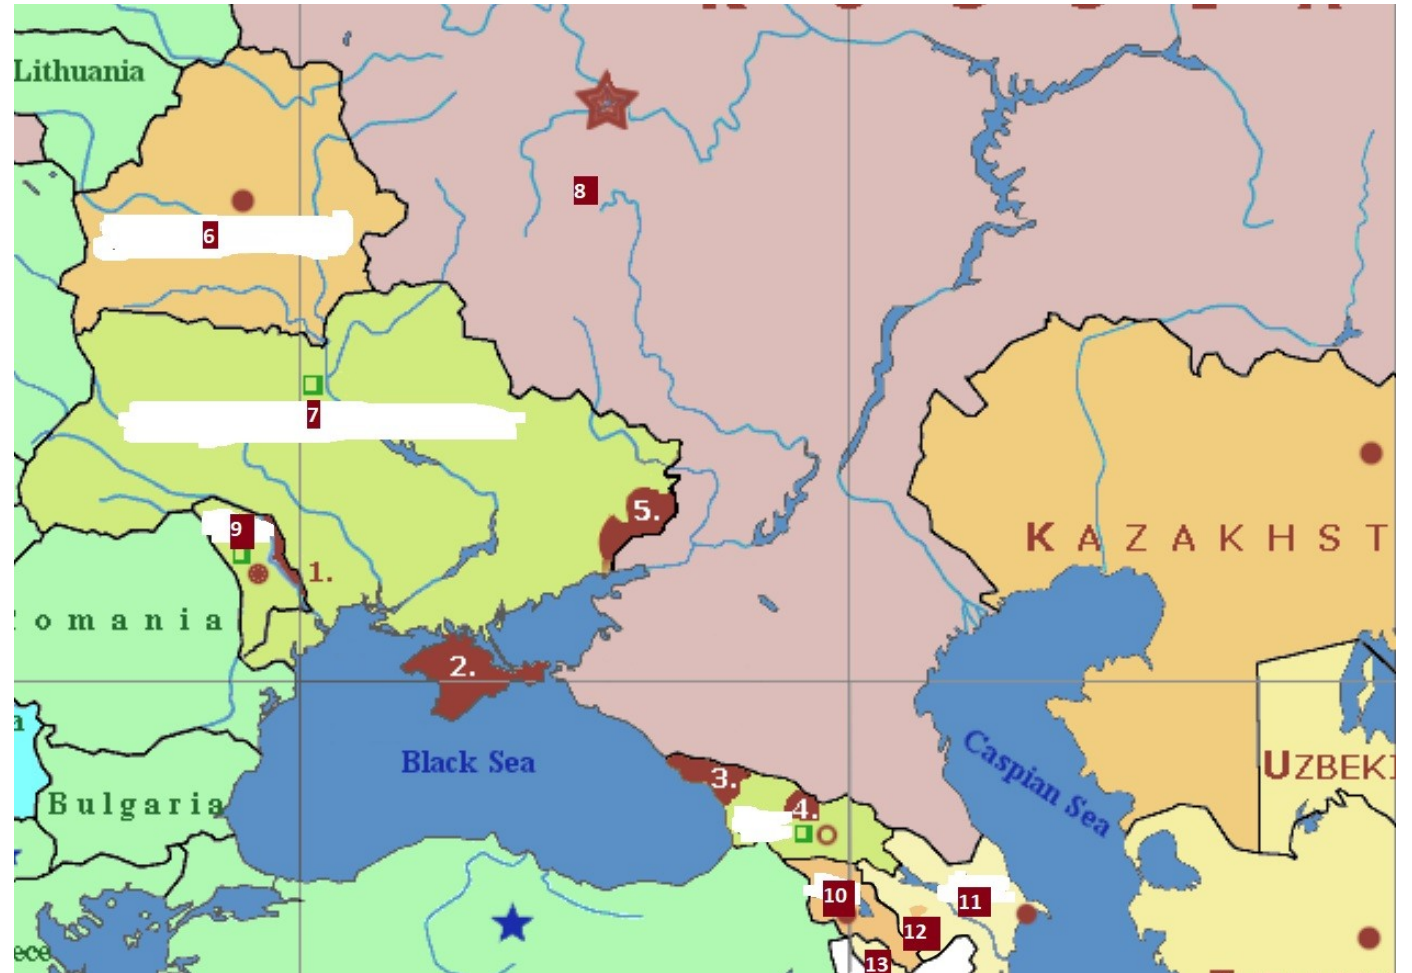 Lithuania
8
6
7
5.
9
1.
KAZAKHST
omania
2.
Black Sea
Caspian Sea
UZBEKI
a
Bulgaria
3.
4.
10
11
12
ece
13